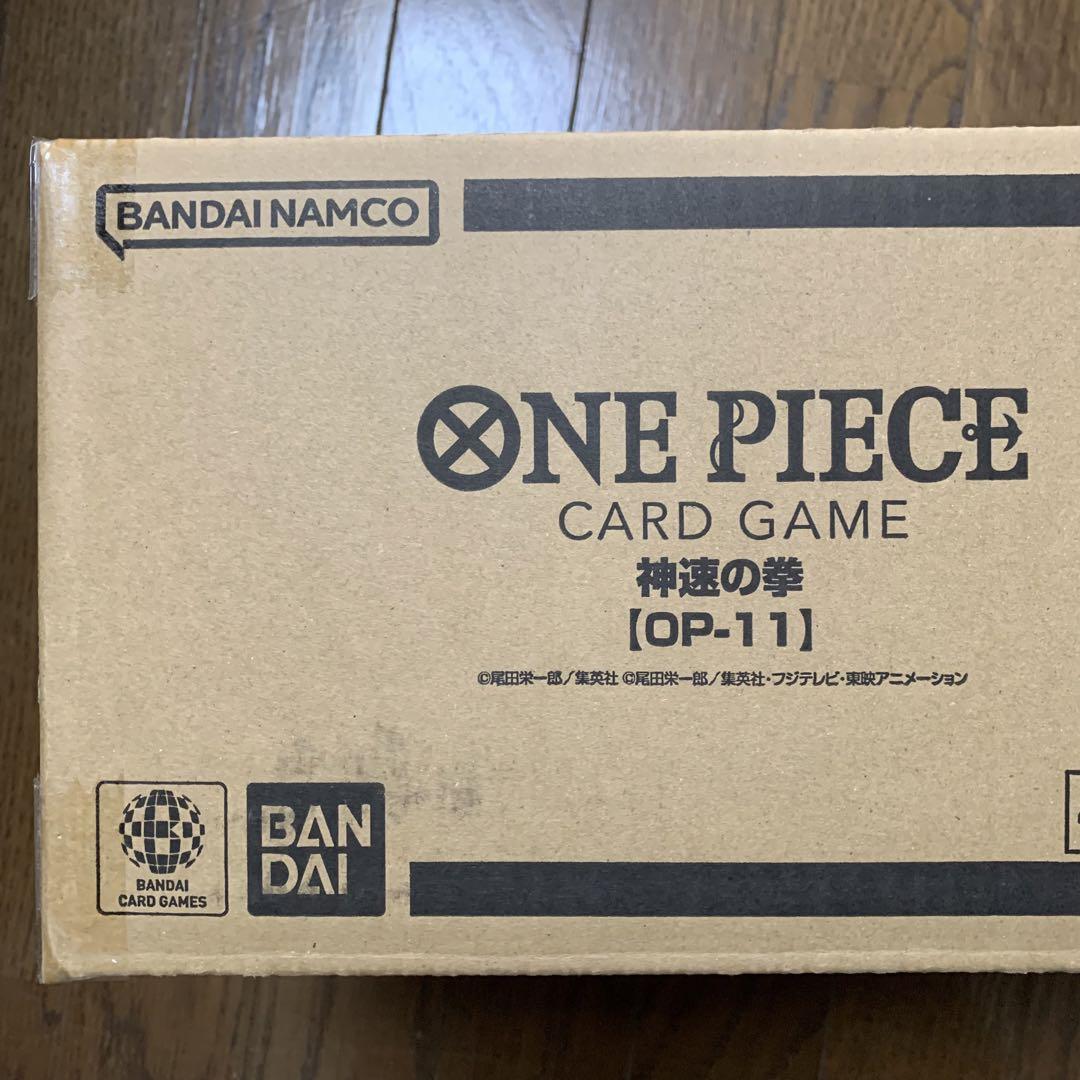 BANDAI NAMCO
ONE PIECE
CARD GAME
神速の拳
【OP-11】
©尾田栄一郎/集英社 ©尾田栄一郎/集英社・フジテレビ・東映アニメーション
BANDAI
CARD GAMES
BAN
DAI